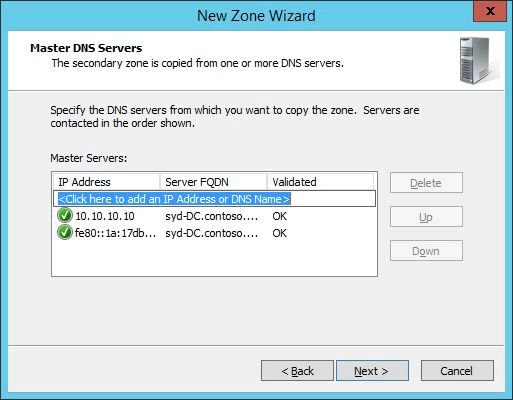 New Zone Wizard
X
Master DNS Servers
The secondary zone is copied from one or more DNS servers.
Specify the DNS servers from which you want to copy the zone. Servers are
contacted in the order shown.
Master Servers:
IP Address Server FQDN Validated
<Click here to add an IP Address or DNS Name>
10.10.10.10 syd-DC.contoso.... OK
fe80::1a:17db... syd-DC.contoso.... OK
Delete
Up
Down
< Back Next > Cancel